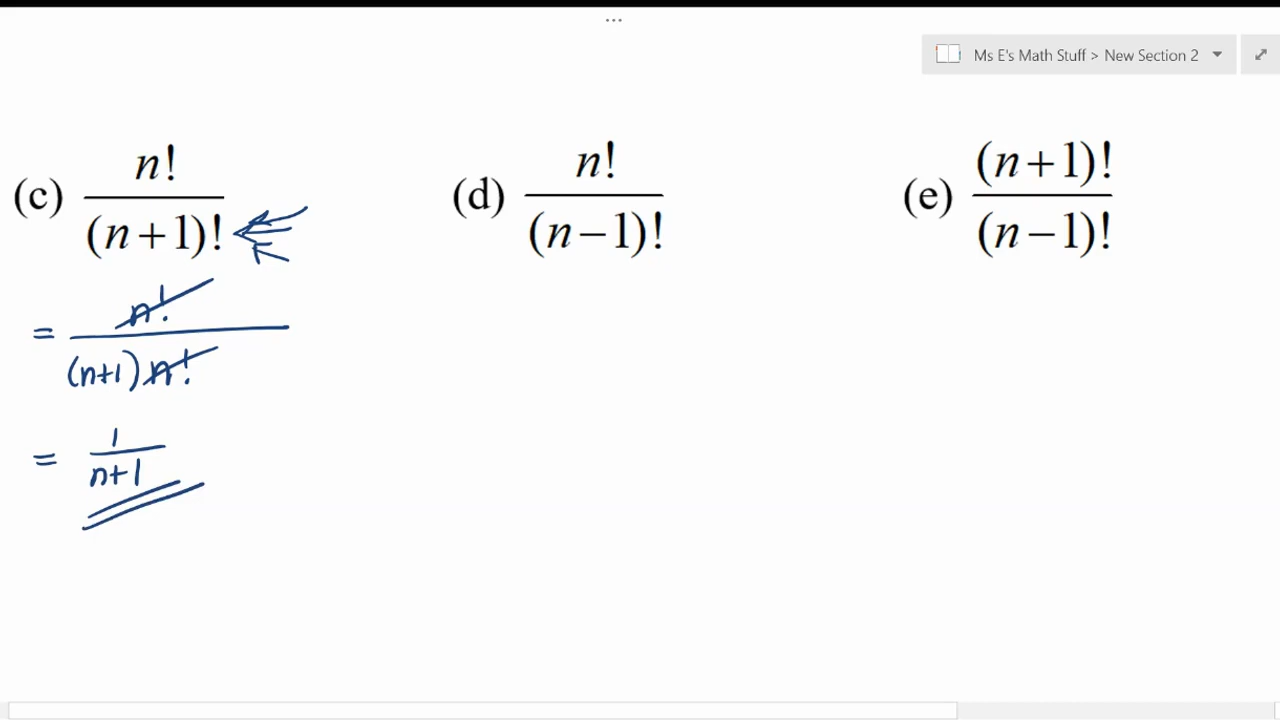 ...
Ms E's Math Stuff > New Section 2
(c) n! / (n+1)!
(d) n! / (n−1)!
(e) (n+1)! / (n−1)!
= n! / (n+1) n!
= 1 / n+1